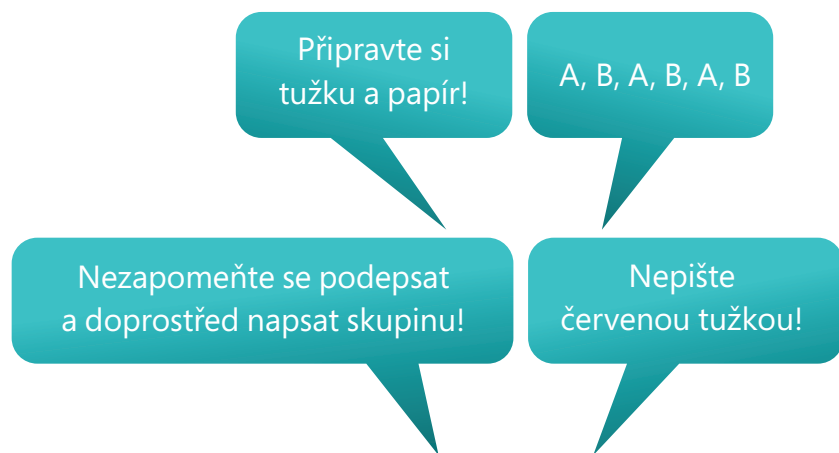 Připravte si
tužku a papír!
A, B, A, B, A, B
Nezapomeňte se podepsat
a doprostřed napsat skupinu!
Nepište
červenou tužkou!